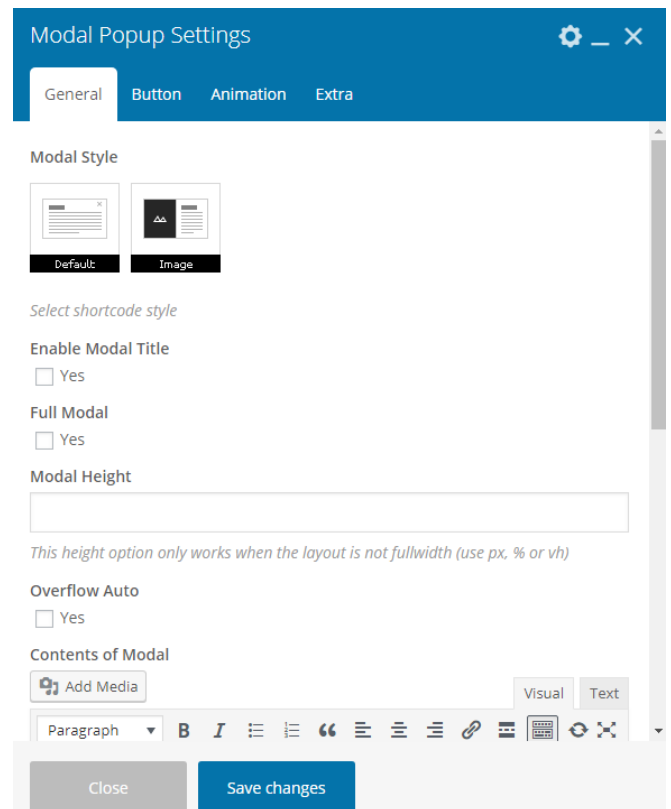 Modal Popup Settings
General Button Animation Extra
Modal Style
Default Image
Select shortcode style
Enable Modal Title
Yes
Full Modal
Yes
Modal Height
This height option only works when the layout is not fullwidth (use px, % or vh)
Overflow Auto
Yes
Contents of Modal
Add Media Visual Text
Paragraph B I
Close Save changes